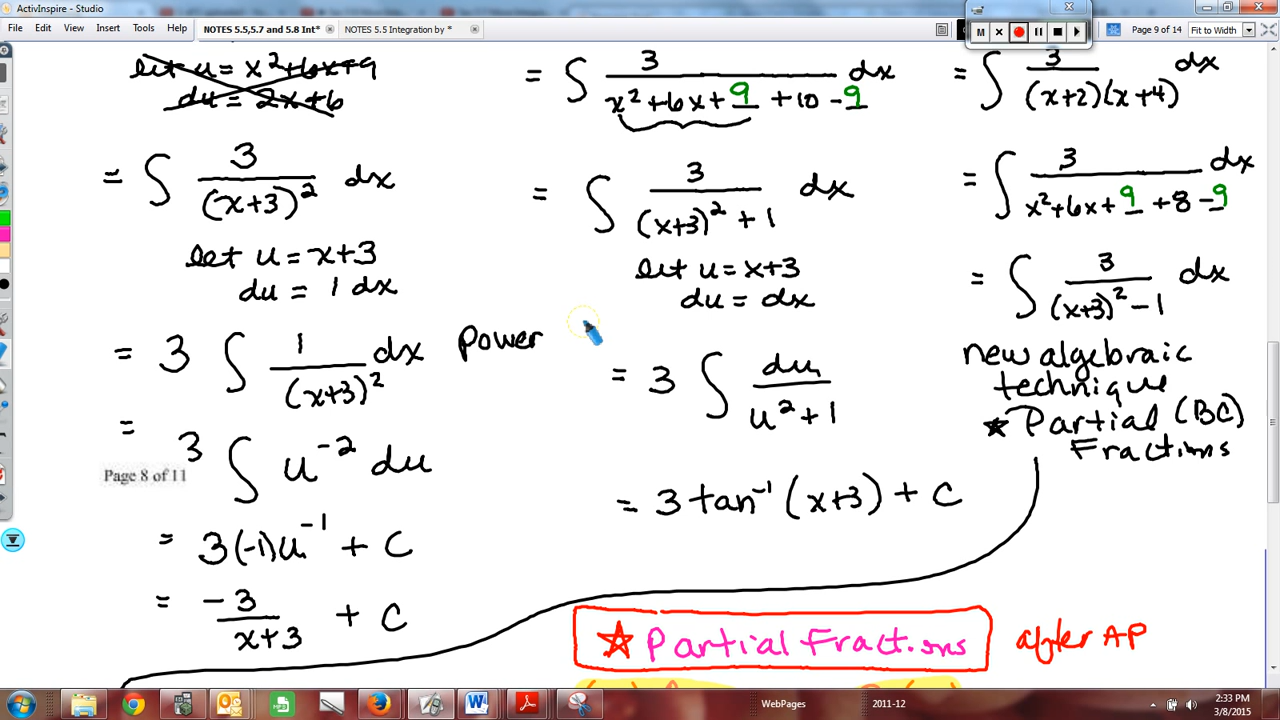 ActivInspire - Studio
File Edit View Insert Tools Help NOTES 5.5,5.7 and 5.8 Int* NOTES 5.5 Integration by * Page 9 of 14 Fit to Width
let u = x²+6x+9
du = 2x+6
= ∫ 3/(x+3)² dx
let u = x+3
du = 1 dx
= 3 ∫ 1/(x+3)² dx Power
= 3 ∫ u⁻² du
Page 8 of 11
= 3(-1)u⁻¹ + C
= -3/(x+3) + C
= ∫ 3/(x²+6x+9+10-9) dx
= ∫ 3/((x+3)²+1) dx
let u = x+3
du = dx
= 3 ∫ du/(u²+1)
= 3 tan⁻¹(x+3) + C
= ∫ 3/((x+2)(x+4)) dx
= ∫ 3/(x²+6x+9+8-9) dx
= ∫ 3/((x+3)²-1) dx
new algebraic
technique
★ Partial (BC)
Fractions
★ Partial Fractions after AP
WebPages 2011-12 2:33 PM
3/8/2015